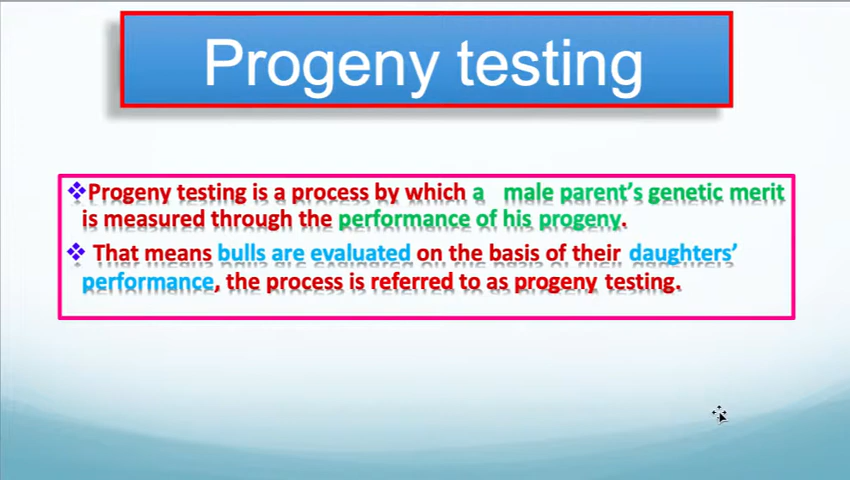 Progeny testing
❖Progeny testing is a process by which a male parent's genetic merit
is measured through the performance of his progeny.
❖ That means bulls are evaluated on the basis of their daughters'
performance, the process is referred to as progeny testing.